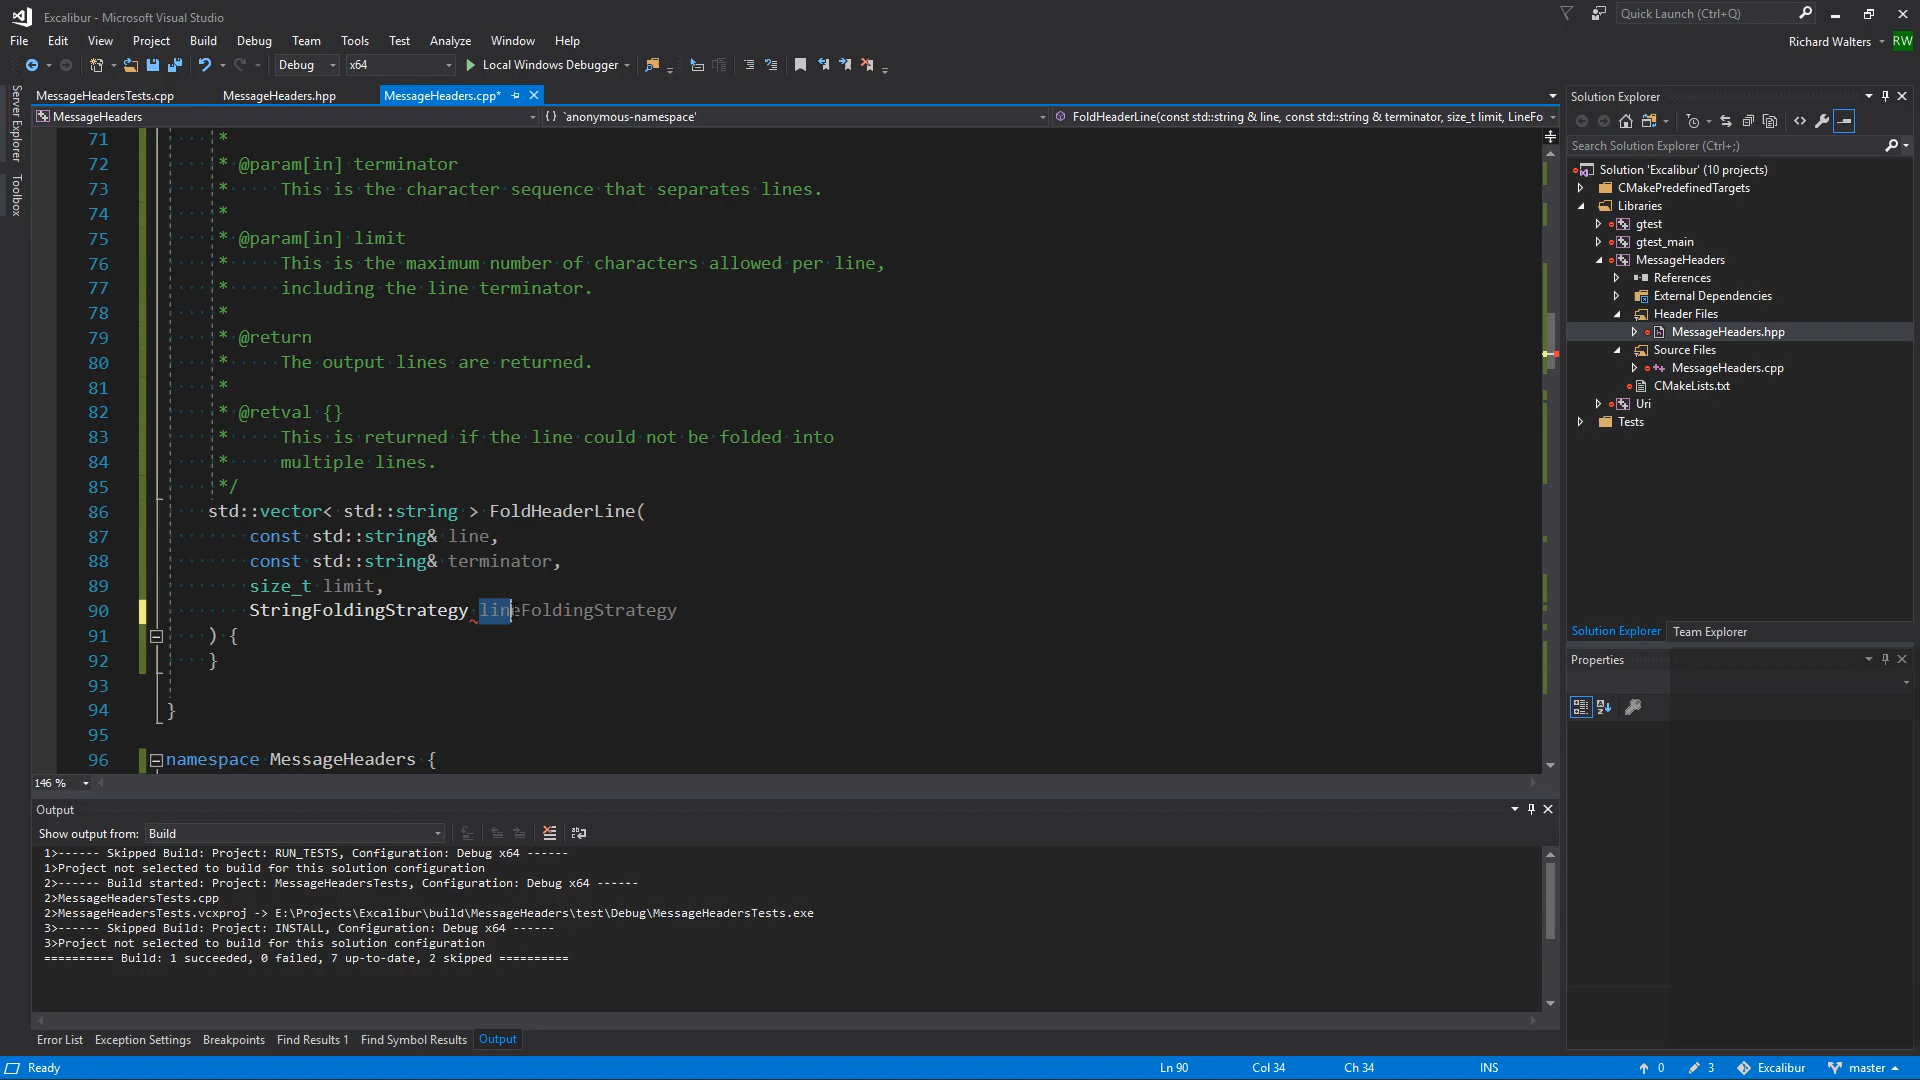 Excalibur - Microsoft Visual Studio
Quick Launch (Ctrl+Q)
File Edit View Project Build Debug Team Tools Test Analyze Window Help
Richard Walters RW
Debug x64 Local Windows Debugger
Server Explorer
Toolbox
MessageHeadersTests.cpp MessageHeaders.hpp MessageHeaders.cpp*
MessageHeaders {} `anonymous-namespace' FoldHeaderLine(const std::string & line, const std::string & terminator, size_t limit, LineFo
71 *
72 * @param[in] terminator
73 * This is the character sequence that separates lines.
74 *
75 * @param[in] limit
76 * This is the maximum number of characters allowed per line,
77 * including the line terminator.
78 *
79 * @return
80 * The output lines are returned.
81 *
82 * @retval {}
83 * This is returned if the line could not be folded into
84 * multiple lines.
85 */
86 std::vector< std::string > FoldHeaderLine(
87 const std::string& line,
88 const std::string& terminator,
89 size_t limit,
90 StringFoldingStrategy lineFoldingStrategy
91 ) {
92 }
93
94 }
95
96 namespace MessageHeaders {
146 %
Output
Show output from: Build
1>------ Skipped Build: Project: RUN_TESTS, Configuration: Debug x64 ------
1>Project not selected to build for this solution configuration
2>------ Build started: Project: MessageHeadersTests, Configuration: Debug x64 ------
2>MessageHeadersTests.cpp
2>MessageHeadersTests.vcxproj -> E:\Projects\Excalibur\build\MessageHeaders\test\Debug\MessageHeadersTests.exe
3>------ Skipped Build: Project: INSTALL, Configuration: Debug x64 ------
3>Project not selected to build for this solution configuration
========== Build: 1 succeeded, 0 failed, 7 up-to-date, 2 skipped ==========
Error List Exception Settings Breakpoints Find Results 1 Find Symbol Results Output
Solution Explorer
Search Solution Explorer (Ctrl+;)
Solution 'Excalibur' (10 projects)
CMakePredefinedTargets
Libraries
gtest
gtest_main
MessageHeaders
References
External Dependencies
Header Files
MessageHeaders.hpp
Source Files
MessageHeaders.cpp
CMakeLists.txt
Uri
Tests
Solution Explorer Team Explorer
Properties
Ready Ln 90 Col 34 Ch 34 INS 0 3 Excalibur master